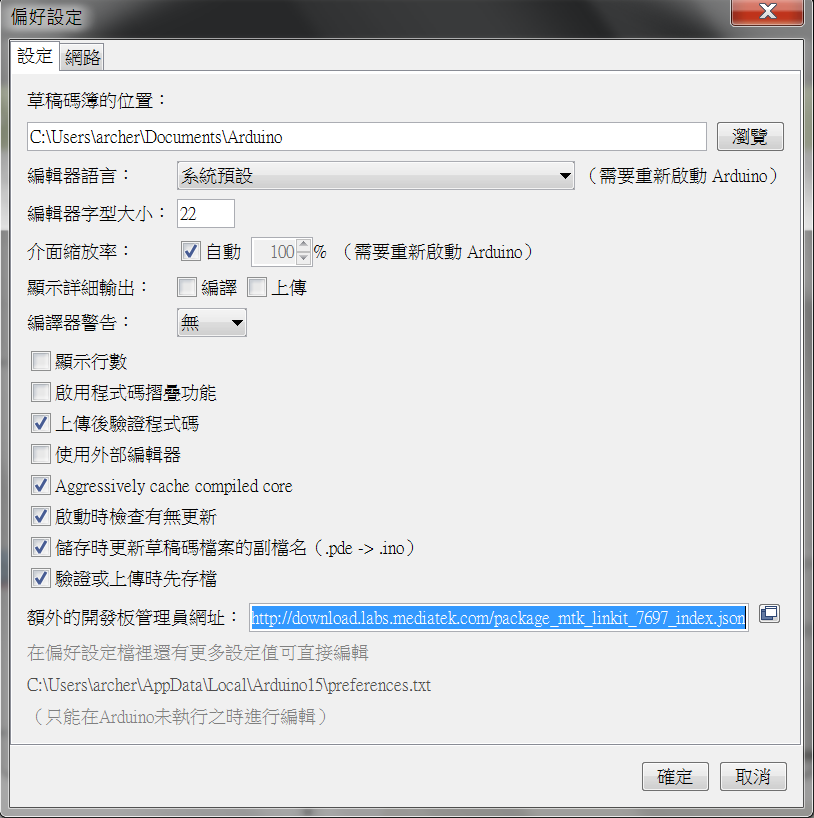 偏好設定
設定 網路
草稿碼簿的位置：
C:\Users\archer\Documents\Arduino 瀏覽
編輯器語言： 系統預設 （需要重新啟動 Arduino）
編輯器字型大小： 22
介面縮放率： 自動 100 % （需要重新啟動 Arduino）
顯示詳細輸出： 編譯 上傳
編譯器警告： 無
顯示行數
啟用程式碼摺疊功能
上傳後驗證程式碼
使用外部編輯器
Aggressively cache compiled core
啟動時檢查有無更新
儲存時更新草稿碼檔案的副檔名（.pde -> .ino）
驗證或上傳時先存檔
額外的開發板管理員網址： http://download.labs.mediatek.com/package_mtk_linkit_7697_index.json
在偏好設定檔裡還有更多設定值可直接編輯
C:\Users\archer\AppData\Local\Arduino15\preferences.txt
（只能在Arduino未執行之時進行編輯）
確定 取消